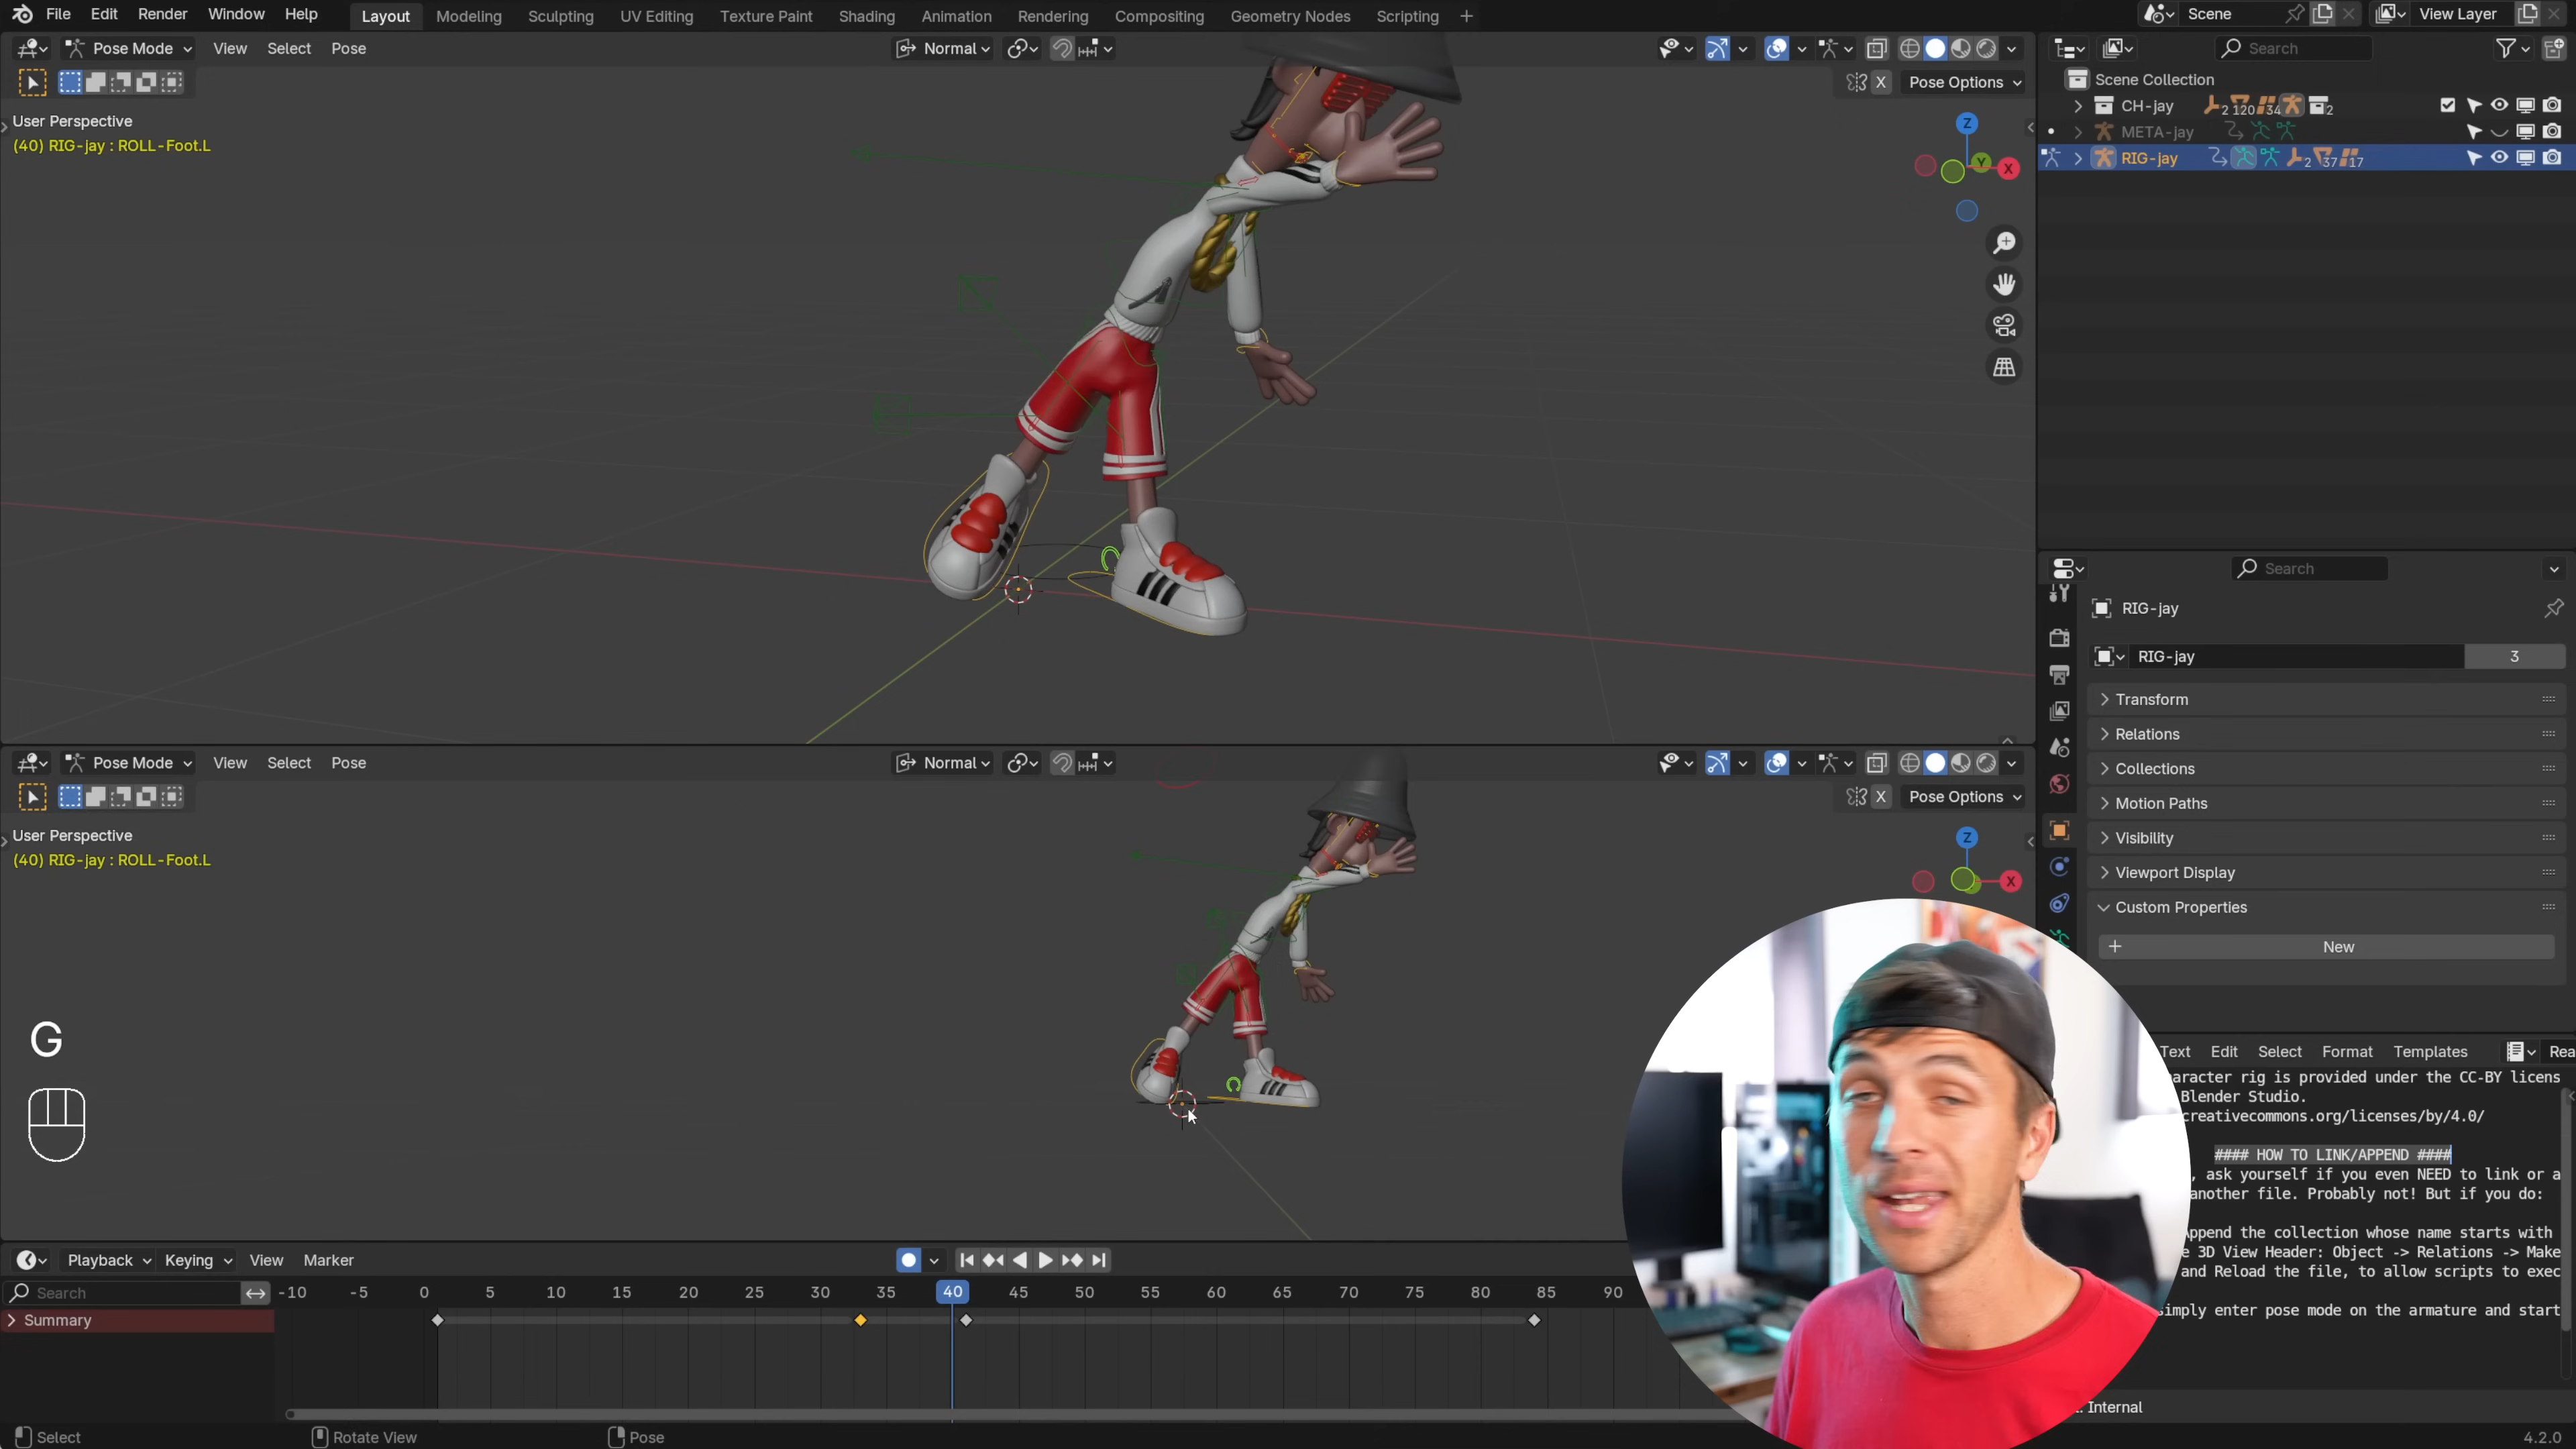 File Edit Render Window Help Layout Modeling Sculpting UV Editing Texture Paint Shading Animation Rendering Compositing Geometry Nodes Scripting + Scene View Layer
Pose Mode View Select Pose Normal Search
X Pose Options
User Perspective
(40) RIG-jay : ROLL-Foot.L
Z
Y
X
Scene Collection
CH-jay 2 120 34 2
META-jay
RIG-jay 2 37 17
Search
RIG-jay
RIG-jay 3
Transform
Relations
Collections
Motion Paths
Visibility
Viewport Display
Custom Properties
+ New
Pose Mode View Select Pose Normal
X Pose Options
User Perspective
(40) RIG-jay : ROLL-Foot.L
Z
X
G
Text Edit Select Format Templates Rea
aracter rig is provided under the CC-BY licens
Blender Studio.
creativecommons.org/licenses/by/4.0/
#### HOW TO LINK/APPEND ####
, ask yourself if you even NEED to link or a
another file. Probably not! But if you do:
Append the collection whose name starts with
e 3D View Header: Object -> Relations -> Make
and Reload the file, to allow scripts to exec
simply enter pose mode on the armature and start
Internal
Playback Keying View Marker
Search -10 -5 0 5 10 15 20 25 30 35 40 45 50 55 60 65 70 75 80 85 90
Summary
Select Rotate View Pose 4.2.0